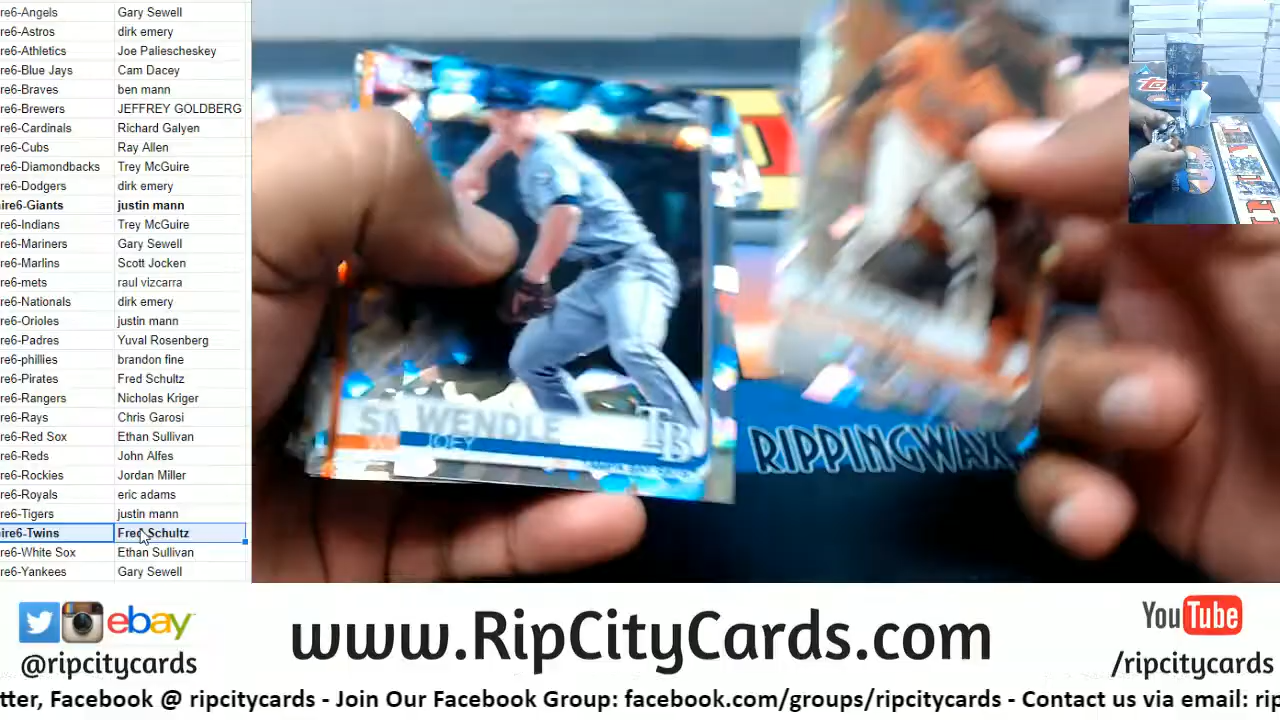 re6-Angels Gary Sewell
re6-Astros dirk emery
re6-Athletics Joe Paliescheskey
re6-Blue Jays Cam Dacey
re6-Braves ben mann
re6-Brewers JEFFREY GOLDBERG
re6-Cardinals Richard Galyen
re6-Cubs Ray Allen
re6-Diamondbacks Trey McGuire
re6-Dodgers dirk emery
ire6-Giants justin mann
re6-Indians Trey McGuire
re6-Mariners Gary Sewell
re6-Marlins Scott Jocken
re6-mets raul vizcarra
re6-Nationals dirk emery
re6-Orioles justin mann
re6-Padres Yuval Rosenberg
re6-phillies brandon fine
re6-Pirates Fred Schultz
re6-Rangers Nicholas Kriger
re6-Rays Chris Garosi
re6-Red Sox Ethan Sullivan
re6-Reds John Alfes
re6-Rockies Jordan Miller
re6-Royals eric adams
re6-Tigers justin mann
ire6-Twins Fred Schultz
re6-White Sox Ethan Sullivan
re6-Yankees Gary Sewell
WENDLE
JOEY
TB
RIPPINGWAX
ebay
@ripcitycards
www.RipCityCards.com
YouTube
/ripcitycards
tter, Facebook @ ripcitycards - Join Our Facebook Group: facebook.com/groups/ripcitycards - Contact us via email: rip